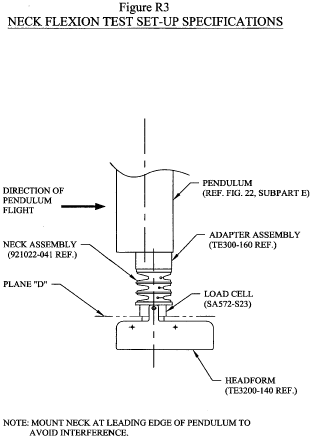 Figure R3
NECK FLEXION TEST SET-UP SPECIFICATIONS
PENDULUM
(REF. FIG. 22, SUBPART E)
DIRECTION OF
PENDULUM
FLIGHT
ADAPTER ASSEMBLY
(TE300-160 REF.)
NECK ASSEMBLY
(921022-041 REF.)
PLANE "D"
LOAD CELL
(SA572-S23)
HEADFORM
(TE3200-140 REF.)
NOTE: MOUNT NECK AT LEADING EDGE OF PENDULUM TO
AVOID INTERFERENCE.